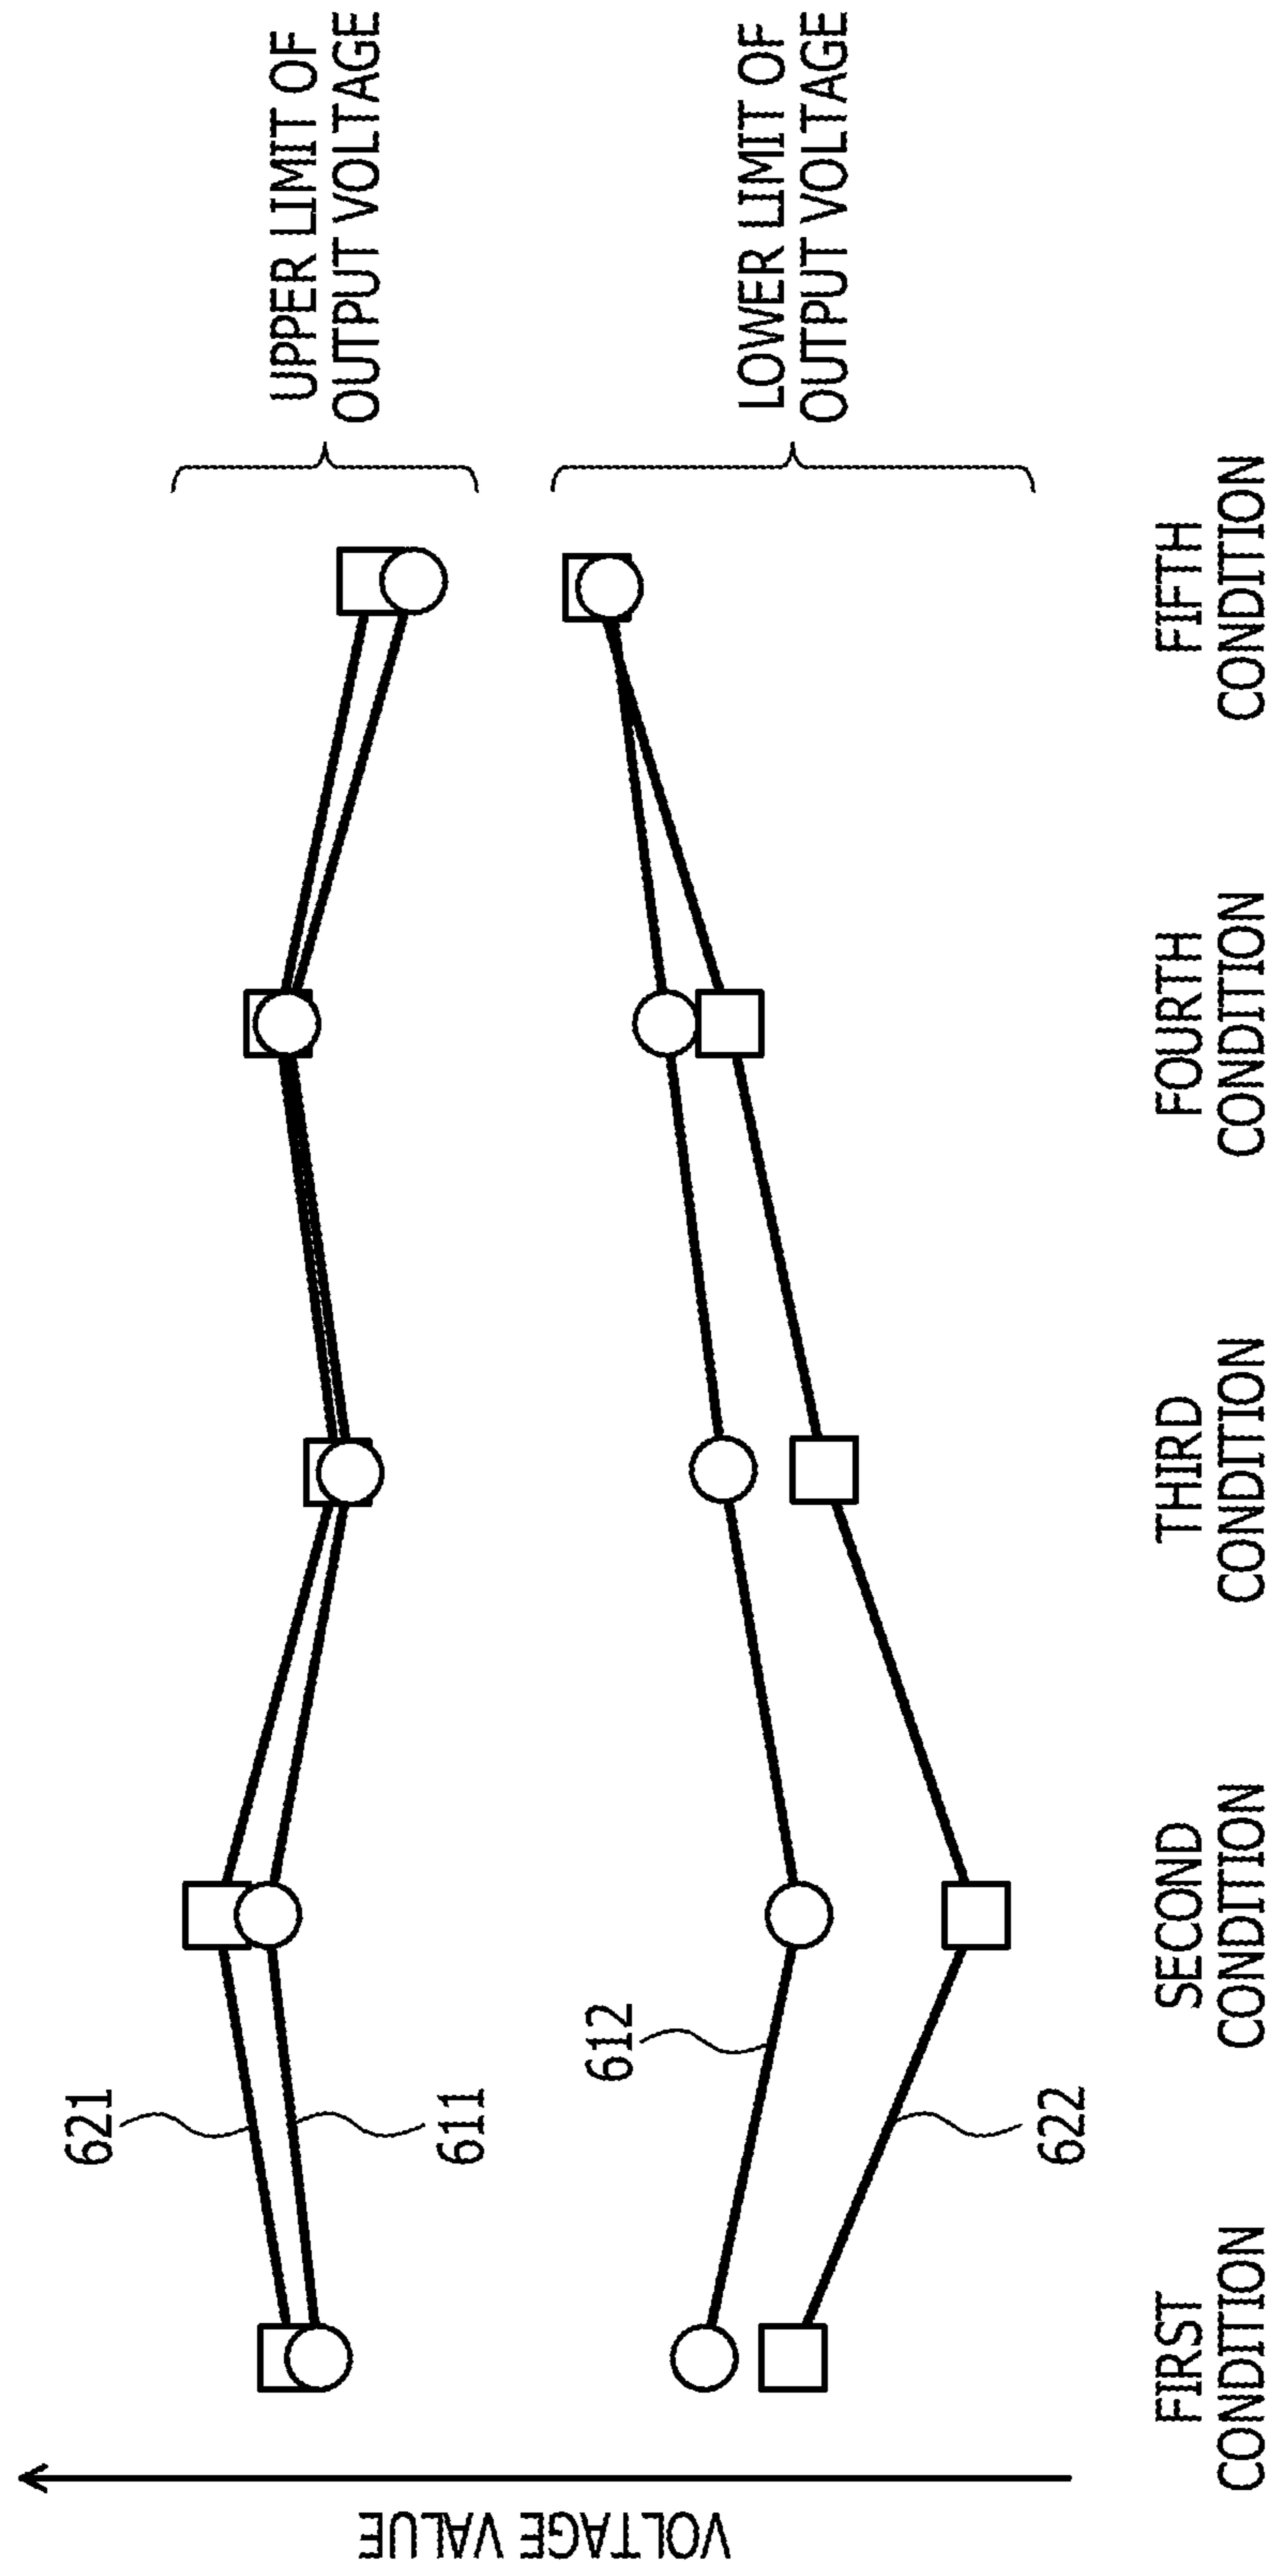 VOLTAGE VALUE
621
611
612
622
UPPER LIMIT OF
OUTPUT VOLTAGE
LOWER LIMIT OF
OUTPUT VOLTAGE
FIRST
CONDITION
SECOND
CONDITION
THIRD
CONDITION
FOURTH
CONDITION
FIFTH
CONDITION